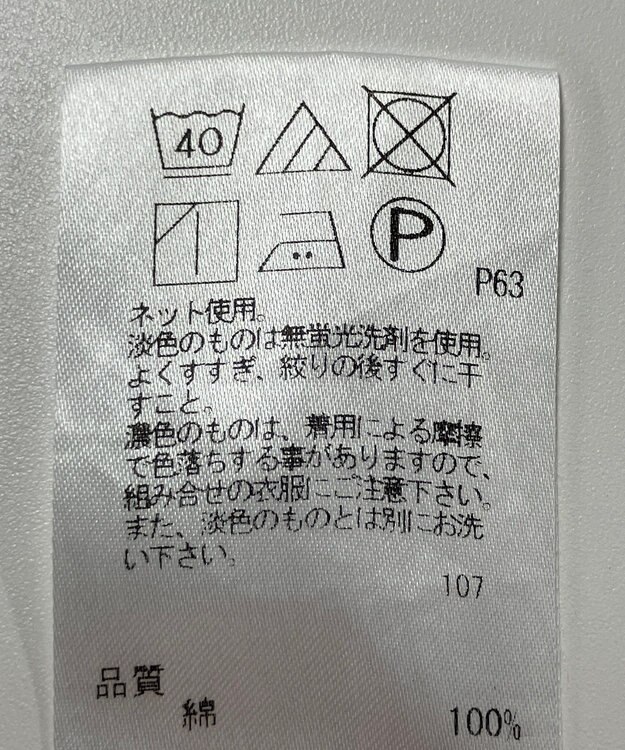 40
P
P63
ネット使用。
淡色のものは無蛍光洗剤を使用。
よくすすぎ、絞りの後すぐに干
すこと。
濃色のものは、着用による摩擦
で色落ちする事がありますので、
組み合せの衣服にご注意下さい。
また、淡色のものとは別にお洗
い下さい。
107
品質
綿 100%